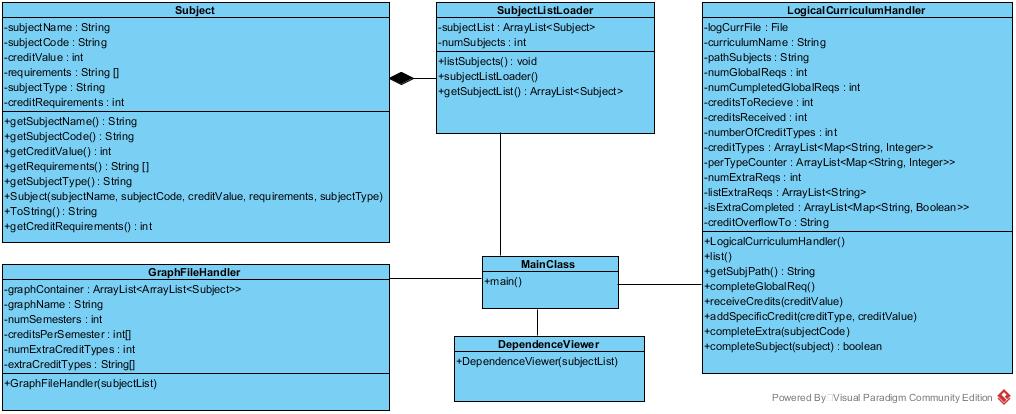 Subject
-subjectName : String
-subjectCode : String
-creditValue : int
-requirements : String []
-subjectType : String
-creditRequirements : int
+getSubjectName() : String
+getSubjectCode() : String
+getCreditValue() : int
+getRequirements() : String []
+getSubjectType() : String
+Subject(subjectName, subjectCode, creditValue, requirements, subjectType)
+ToString() : String
+getCreditRequirements() : int
SubjectListLoader
-subjectList : ArrayList<Subject>
-numSubjects : int
+listSubjects() : void
+subjectListLoader()
+getSubjectList() : ArrayList<Subject>
LogicalCurriculumHandler
-logCurrFile : File
-curriculumName : String
-pathSubjects : String
-numGlobalReqs : int
-numCumpletedGlobalReqs : int
-creditsToRecieve : int
-creditsReceived : int
-numberOfCreditTypes : int
-creditTypes : ArrayList<Map<String, Integer>>
-perTypeCounter : ArrayList<Map<String, Integer>>
-numExtraReqs : int
-listExtraReqs : ArrayList<String>
-isExtraCompleted : ArrayList<Map<String, Boolean>>
-creditOverflowTo : String
+LogicalCurriculumHandler()
+list()
+getSubjPath() : String
+completeGlobalReq()
+receiveCredits(creditValue)
+addSpecificCredit(creditType, creditValue)
+completeExtra(subjectCode)
+completeSubject(subject) : boolean
GraphFileHandler
-graphContainer : ArrayList<ArrayList<Subject>>
-graphName : String
-numSemesters : int
-creditsPerSemester : int[]
-numExtraCreditTypes : int
-extraCreditTypes : String[]
+GraphFileHandler(subjectList)
MainClass
+main()
DependenceViewer
+DependenceViewer(subjectList)
Powered By Visual Paradigm Community Edition